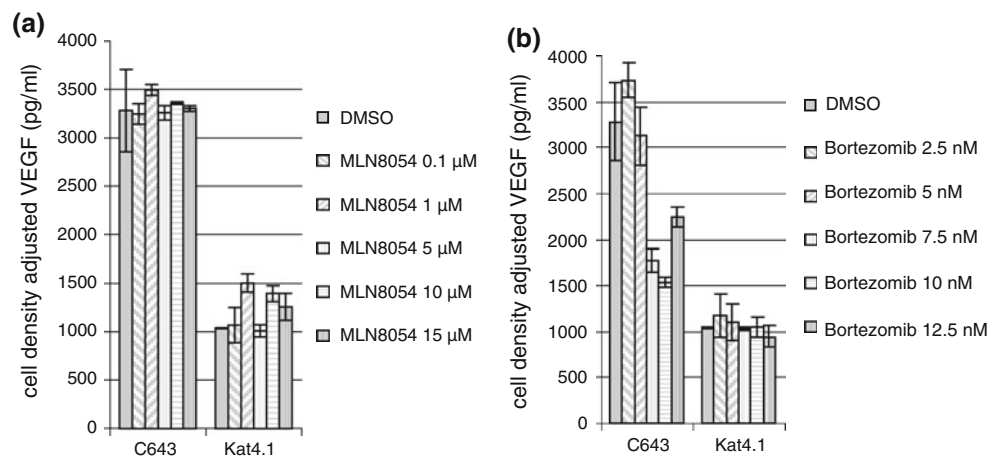 (a)
cell density adjusted VEGF (pg/ml)
4000
3500
3000
2500
2000
1500
1000
500
0
C643 Kat4.1
DMSO
MLN8054 0.1 µM
MLN8054 1 µM
MLN8054 5 µM
MLN8054 10 µM
MLN8054 15 µM
(b)
cell density adjusted VEGF (pg/ml)
4000
3500
3000
2500
2000
1500
1000
500
0
C643 Kat4.1
DMSO
Bortezomib 2.5 nM
Bortezomib 5 nM
Bortezomib 7.5 nM
Bortezomib 10 nM
Bortezomib 12.5 nM